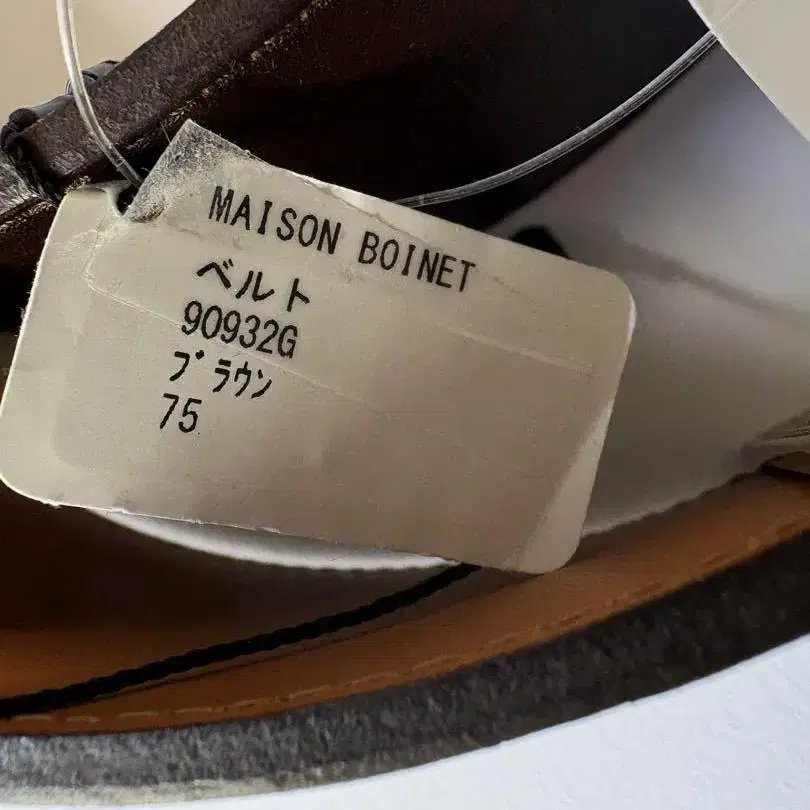 MAISON BOINET
ベルト
90932G
ﾌﾞﾗｳﾝ
75